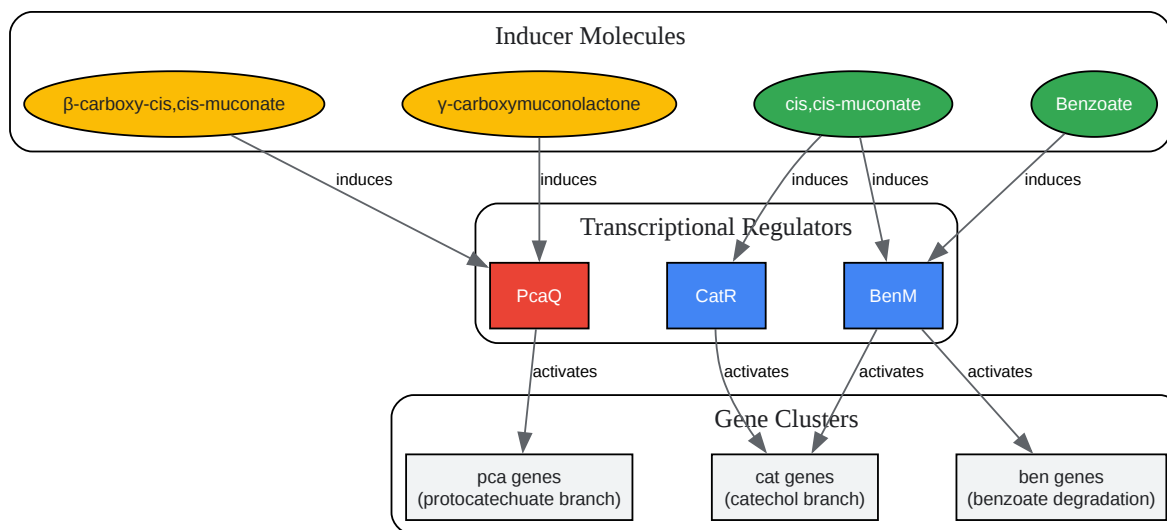 Inducer Molecules
β-carboxy-cis,cis-muconate
γ-carboxymuconolactone
cis,cis-muconate
Benzoate
induces
induces
induces
induces
induces
Transcriptional Regulators
PcaQ
CatR
BenM
activates
activates
activates
activates
Gene Clusters
pca genes
(protocatechuate branch)
cat genes
(catechol branch)
ben genes
(benzoate degradation)